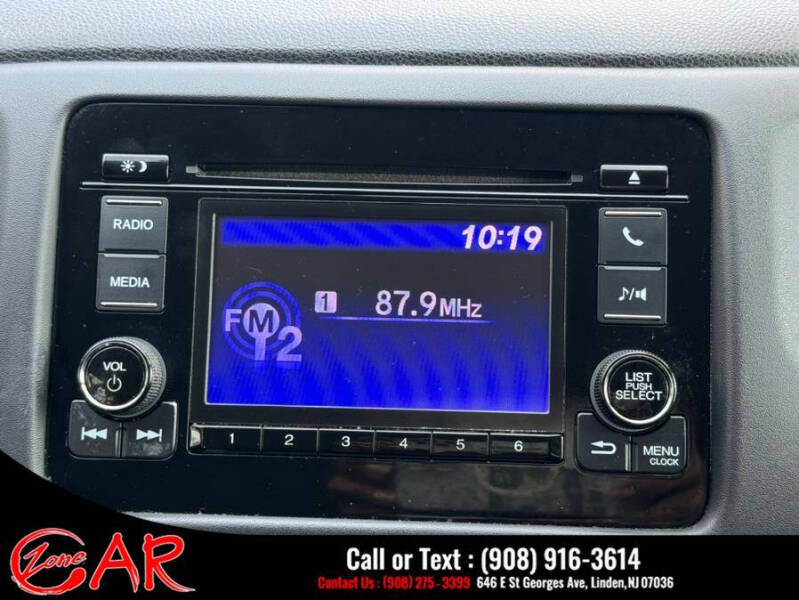 RADIO
MEDIA
VOL
10:19
FM 2
1 87.9MHz
LIST
PUSH
SELECT
1 2 3 4 5 6
MENU
CLOCK
Zone CAR
Call or Text : (908) 916-3614
Contact Us : (908) 275 - 3399 646 E St Georges Ave, Linden, NJ 07036